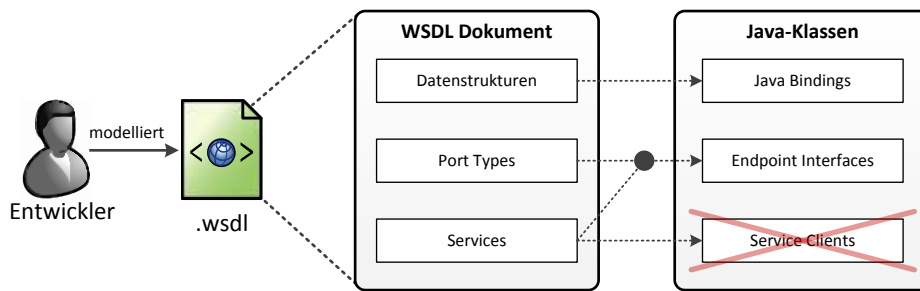 modelliert
Entwickler
< >
.wsdl
WSDL Dokument
Datenstrukturen
Port Types
Services
Java-Klassen
Java Bindings
Endpoint Interfaces
Service Clients